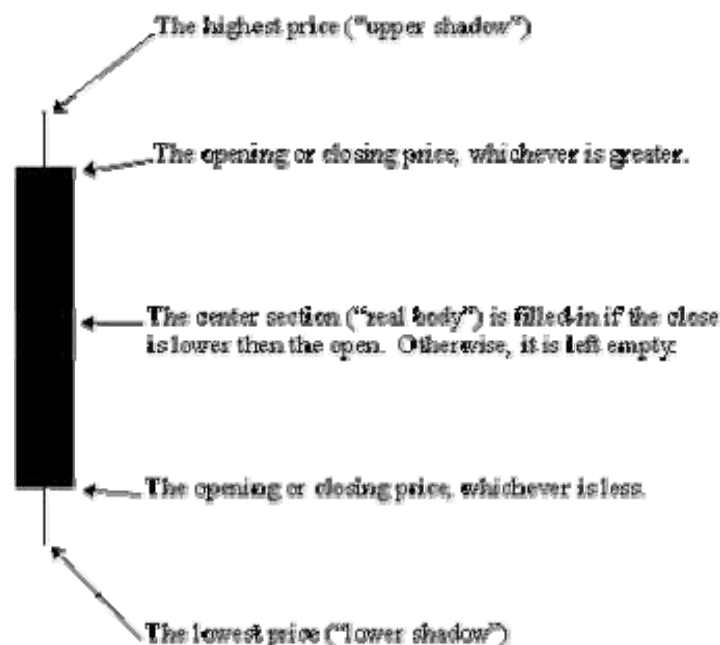 The highest price ("upper shadow")
The opening or closing price, whichever is greater.
The center section ("real body") is filled-in if the close
is lower then the open. Otherwise, it is left empty.
The opening or closing price, whichever is less.
The lowest price ("lower shadow")